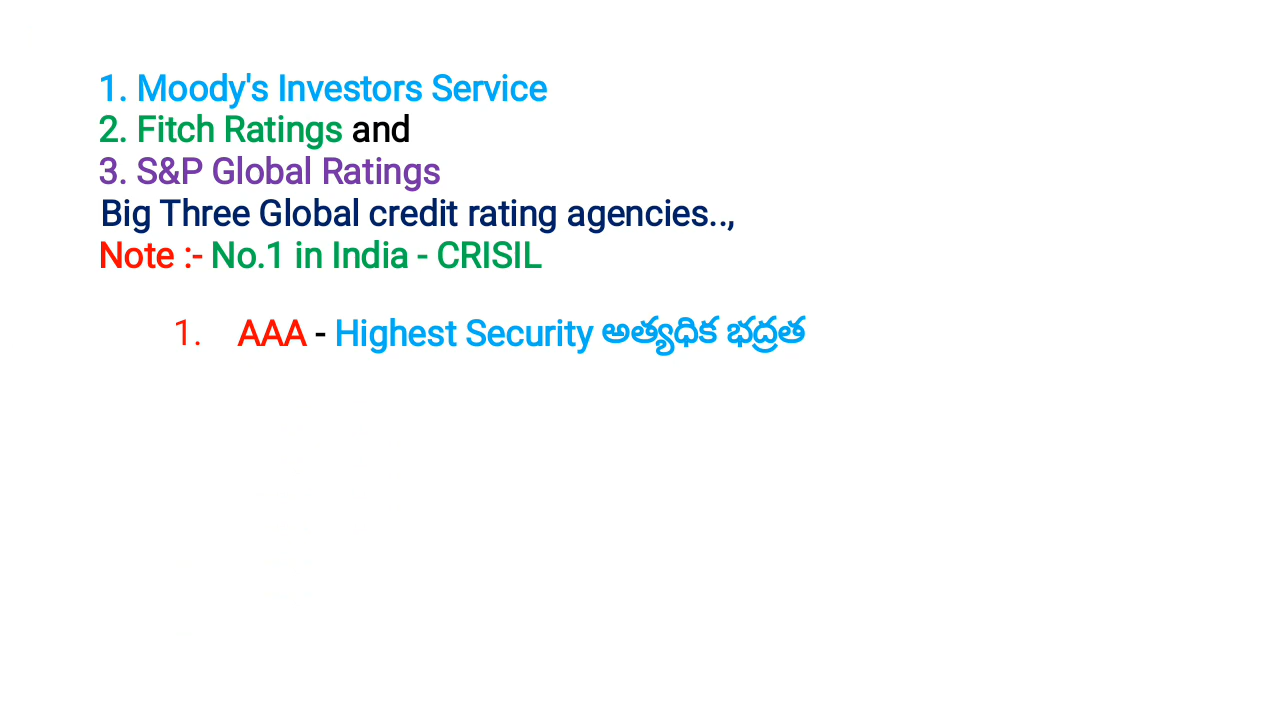 1. Moody's Investors Service
2. Fitch Ratings and
3. S&P Global Ratings
Big Three Global credit rating agencies..,
Note :- No.1 in India - CRISIL
1. AAA - Highest Security అత్యధిక భద్రత